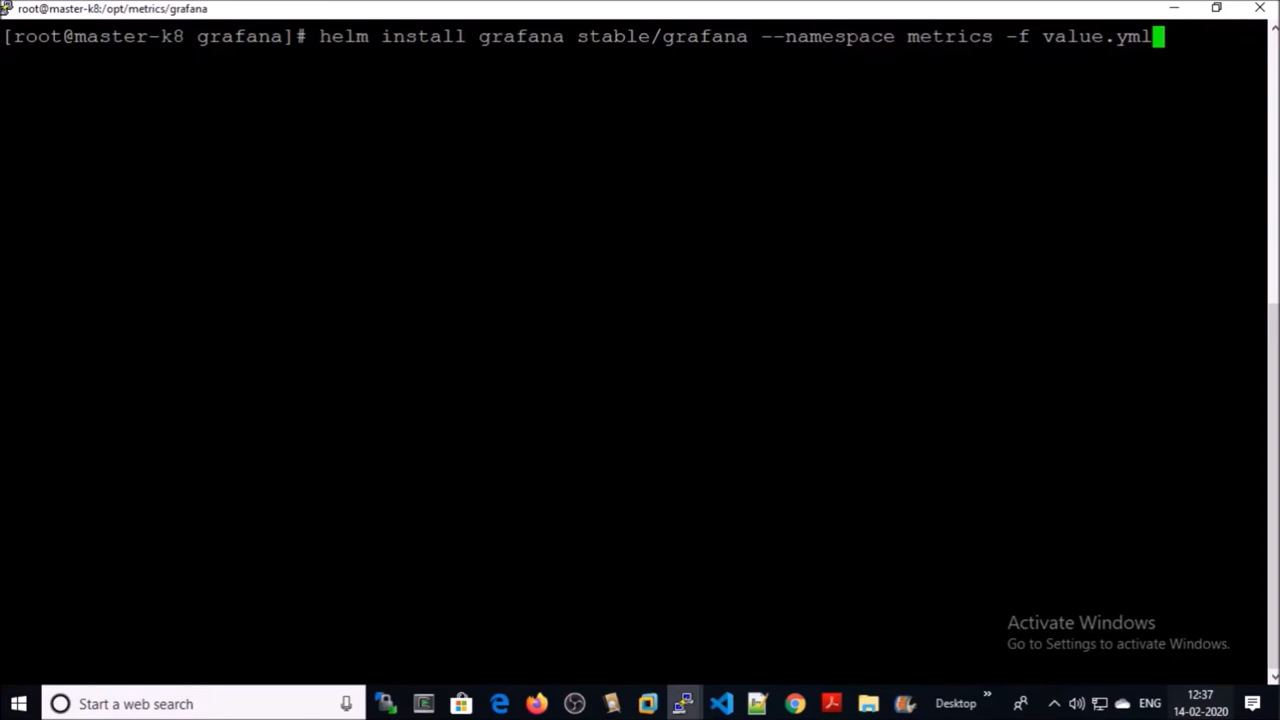 root@master-k8:/opt/metrics/grafana
[root@master-k8 grafana]# helm install grafana stable/grafana --namespace metrics -f value.yml
Activate Windows
Go to Settings to activate Windows.
Start a web search
Desktop
ENG
12:37
14-02-2020